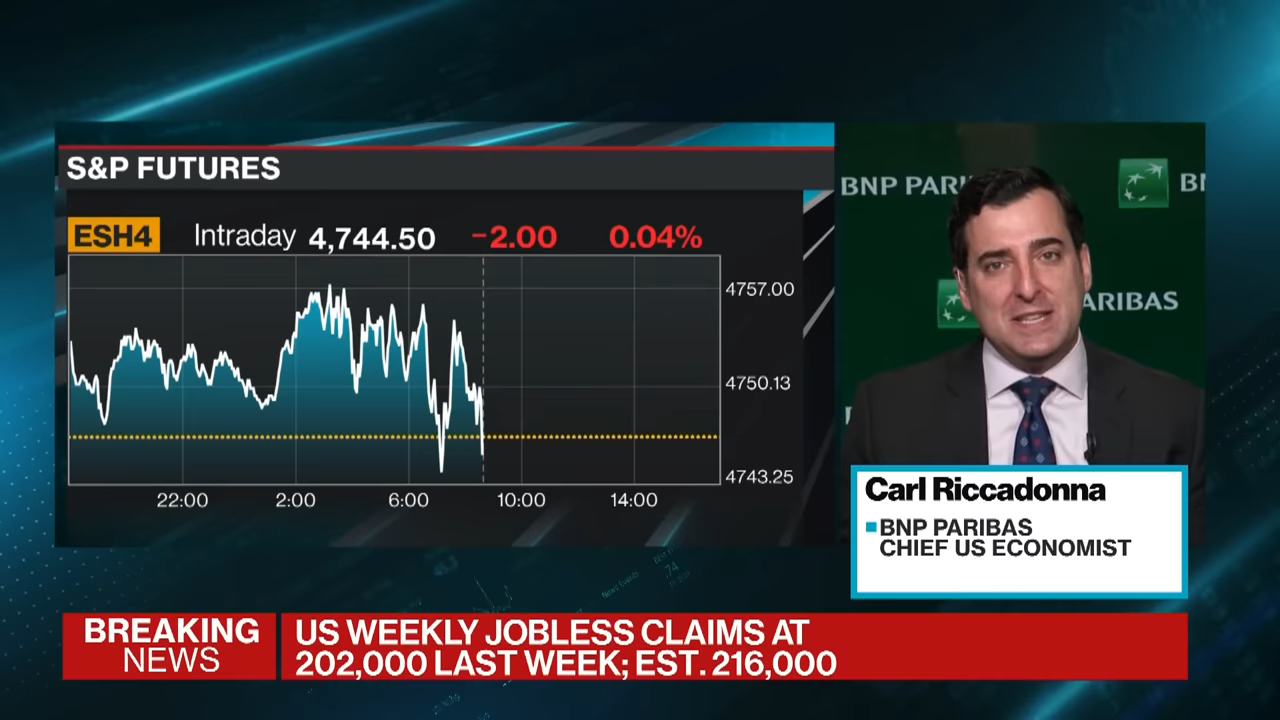 S&P FUTURES
ESH4 Intraday 4,744.50 −2.00 0.04%
4757.00
4750.13
4743.25
22:00 2:00 6:00 10:00 14:00
BNP PARI
BN
ARIBAS
Carl Riccadonna
BNP PARIBAS
CHIEF US ECONOMIST
BREAKING
NEWS
US WEEKLY JOBLESS CLAIMS AT
202,000 LAST WEEK; EST. 216,000